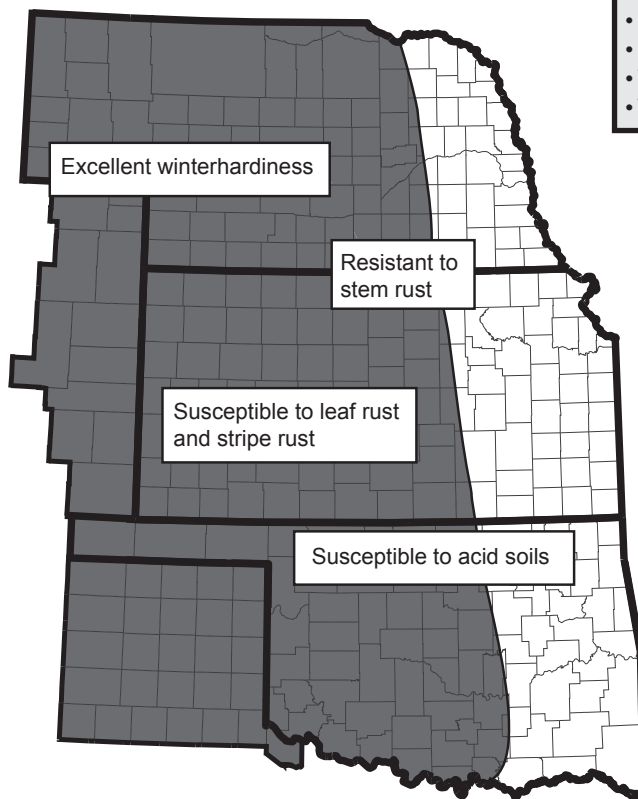 Excellent winterhardiness
Resistant to
stem rust
Susceptible to leaf rust
and stripe rust
Susceptible to acid soils